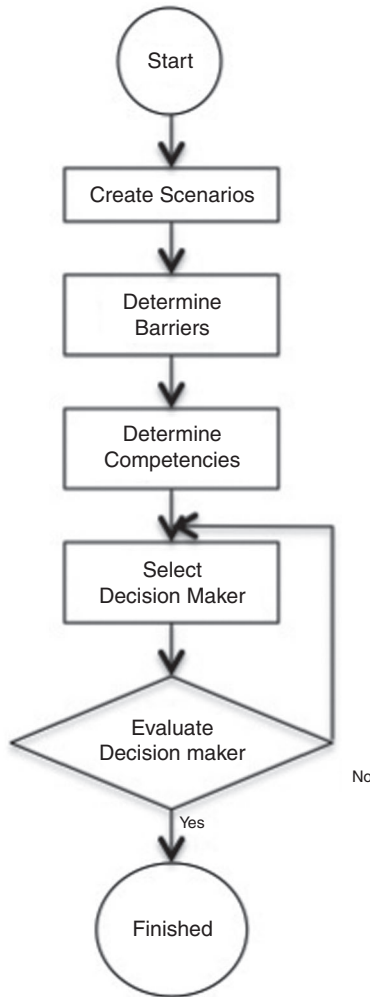 Start
Create Scenarios
Determine
Barriers
Determine
Competencies
Select
Decision Maker
Evaluate
Decision maker
No
Yes
Finished